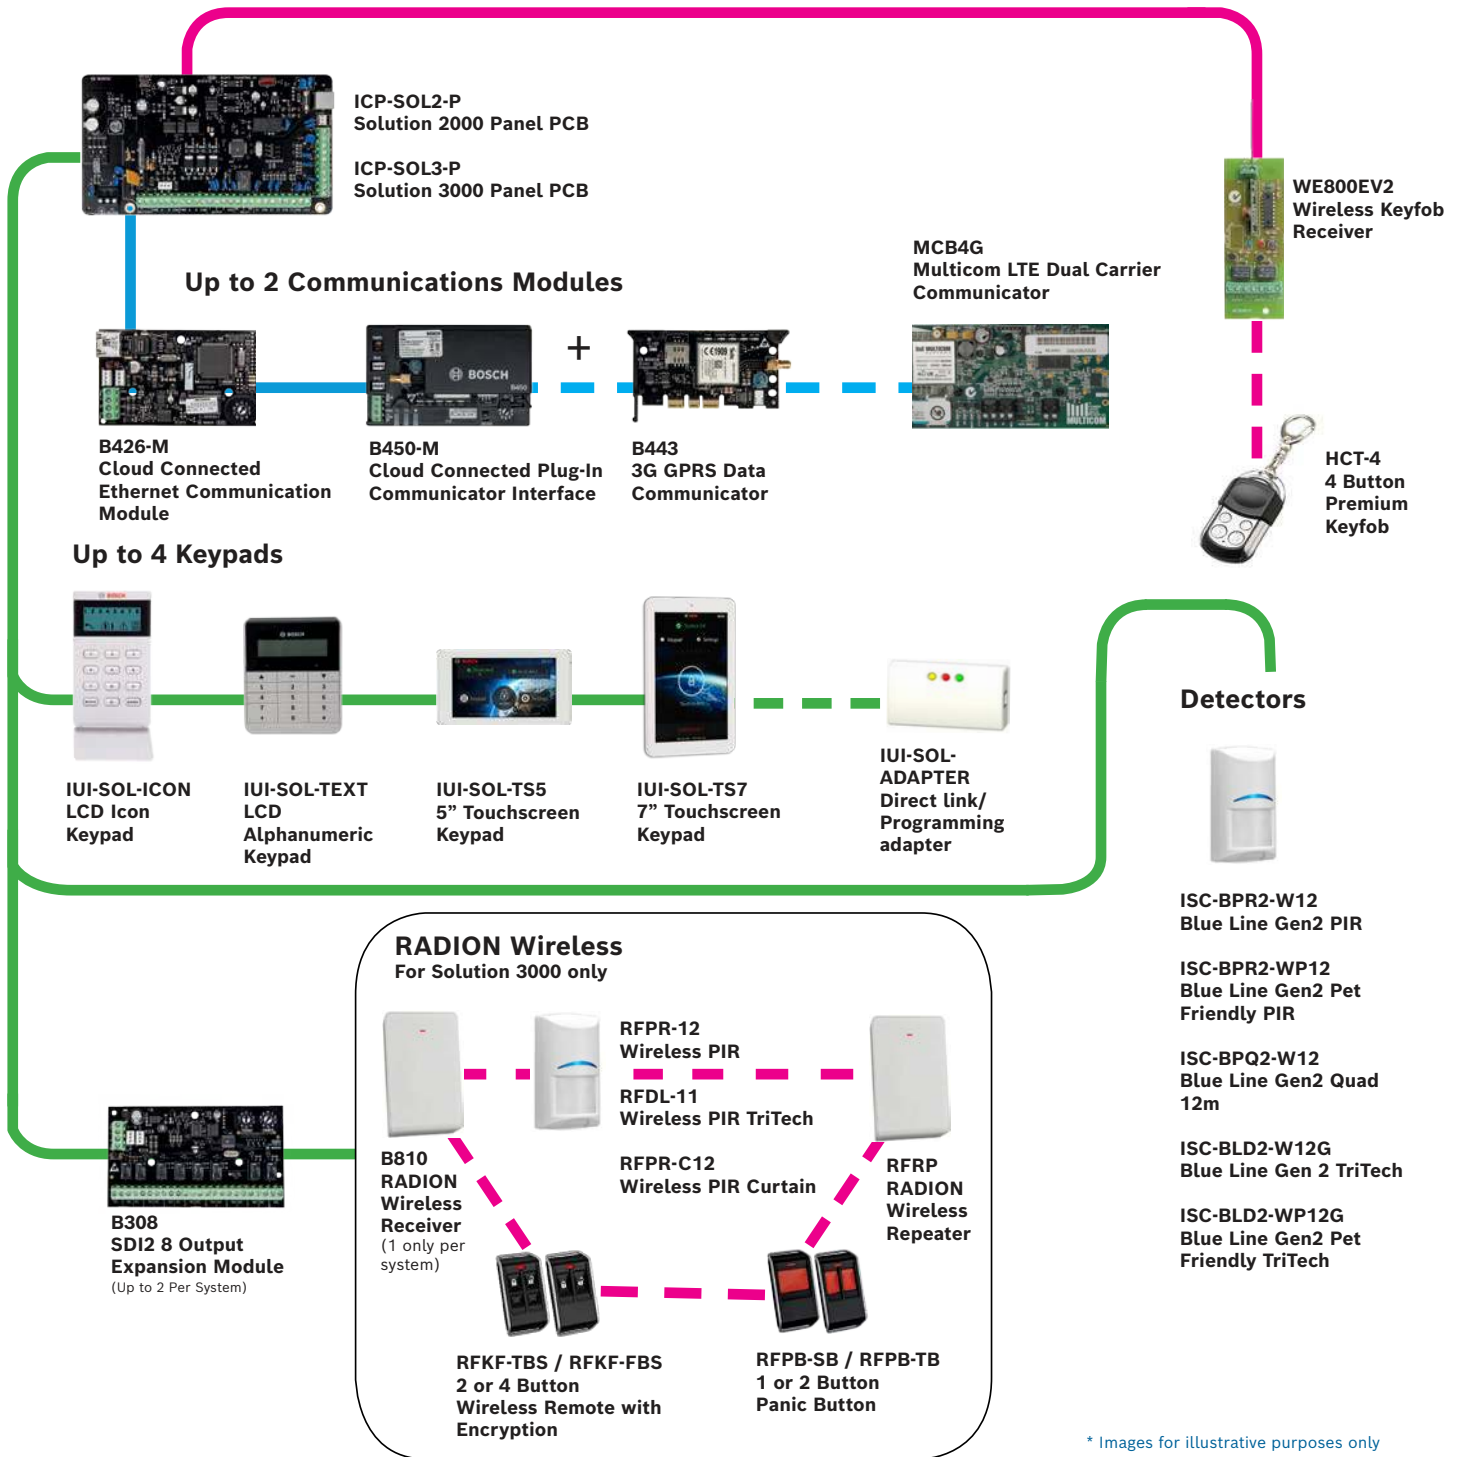 ICP-SOL2-P
Solution 2000 Panel PCB
ICP-SOL3-P
Solution 3000 Panel PCB
WE800EV2
Wireless Keyfob
Receiver
Up to 2 Communications Modules
MCB4G
Multicom LTE Dual Carrier
Communicator
+
BOSCH
B450
MULTICOM
B426-M
Cloud Connected
Ethernet Communication
Module
B450-M
Cloud Connected Plug-In
Communicator Interface
B443
3G GPRS Data
Communicator
HCT-4
4 Button
Premium
Keyfob
Up to 4 Keypads
BOSCH
BOSCH
IUI-SOL-ICON
LCD Icon
Keypad
IUI-SOL-TEXT
LCD
Alphanumeric
Keypad
IUI-SOL-TS5
5” Touchscreen
Keypad
IUI-SOL-TS7
7” Touchscreen
Keypad
IUI-SOL-
ADAPTER
Direct link/
Programming
adapter
Detectors
ISC-BPR2-W12
Blue Line Gen2 PIR
ISC-BPR2-WP12
Blue Line Gen2 Pet
Friendly PIR
ISC-BPQ2-W12
Blue Line Gen2 Quad
12m
ISC-BLD2-W12G
Blue Line Gen 2 TriTech
ISC-BLD2-WP12G
Blue Line Gen2 Pet
Friendly TriTech
RADION Wireless
For Solution 3000 only
RFPR-12
Wireless PIR
RFDL-11
Wireless PIR TriTech
RFPR-C12
Wireless PIR Curtain
B810
RADION
Wireless
Receiver
(1 only per
system)
RFRP
RADION
Wireless
Repeater
B308
SDI2 8 Output
Expansion Module
(Up to 2 Per System)
RFKF-TBS / RFKF-FBS
2 or 4 Button
Wireless Remote with
Encryption
RFPB-SB / RFPB-TB
1 or 2 Button
Panic Button
* Images for illustrative purposes only